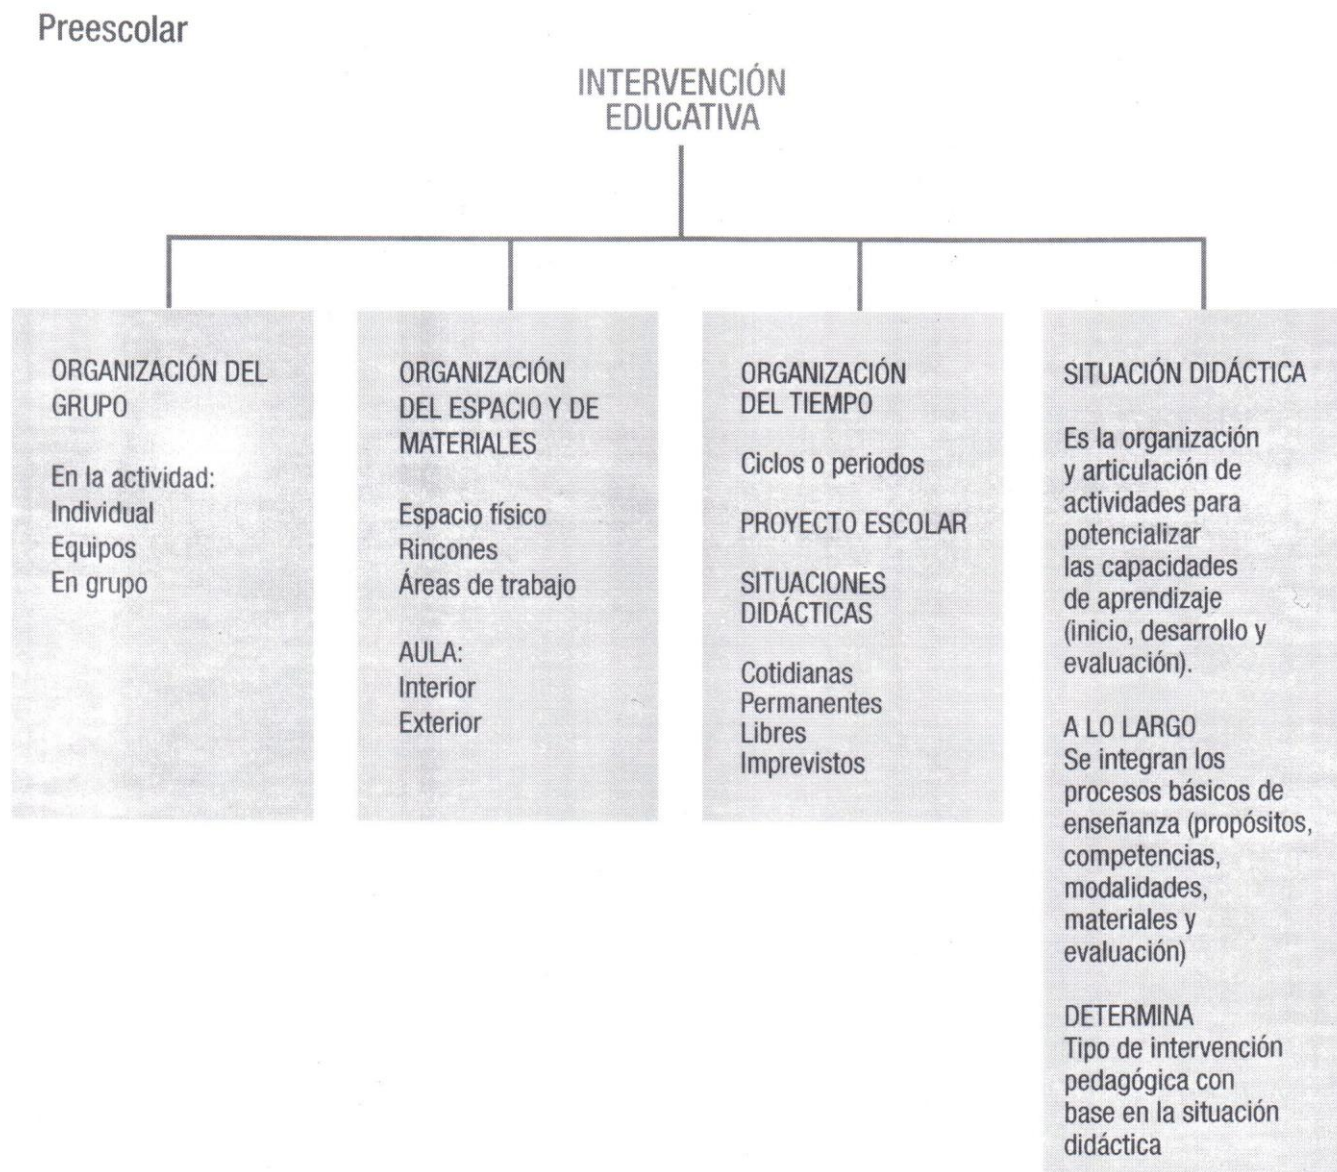 Preescolar
INTERVENCIÓN
EDUCATIVA
ORGANIZACIÓN DEL
GRUPO
En la actividad:
Individual
Equipos
En grupo
ORGANIZACIÓN
DEL ESPACIO Y DE
MATERIALES
Espacio físico
Rincones
Áreas de trabajo
AULA:
Interior
Exterior
ORGANIZACIÓN
DEL TIEMPO
Ciclos o periodos
PROYECTO ESCOLAR
SITUACIONES
DIDÁCTICAS
Cotidianas
Permanentes
Libres
Imprevistos
SITUACIÓN DIDÁCTICA
Es la organización
y articulación de
actividades para
potencializar
las capacidades
de aprendizaje
(inicio, desarrollo y
evaluación).
A LO LARGO
Se integran los
procesos básicos de
enseñanza (propósitos,
competencias,
modalidades,
materiales y
evaluación)
DETERMINA
Tipo de intervención
pedagógica con
base en la situación
didáctica